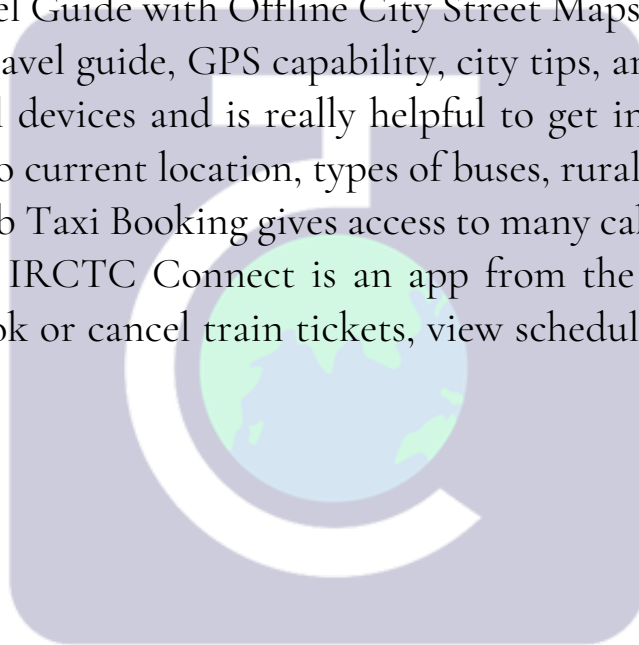 el Guide with Offline City Street Maps
avel guide, GPS capability, city tips, an
l devices and is really helpful to get in
o current location, types of buses, rural
b Taxi Booking gives access to many cal
IRCTC Connect is an app from the
ok or cancel train tickets, view schedul